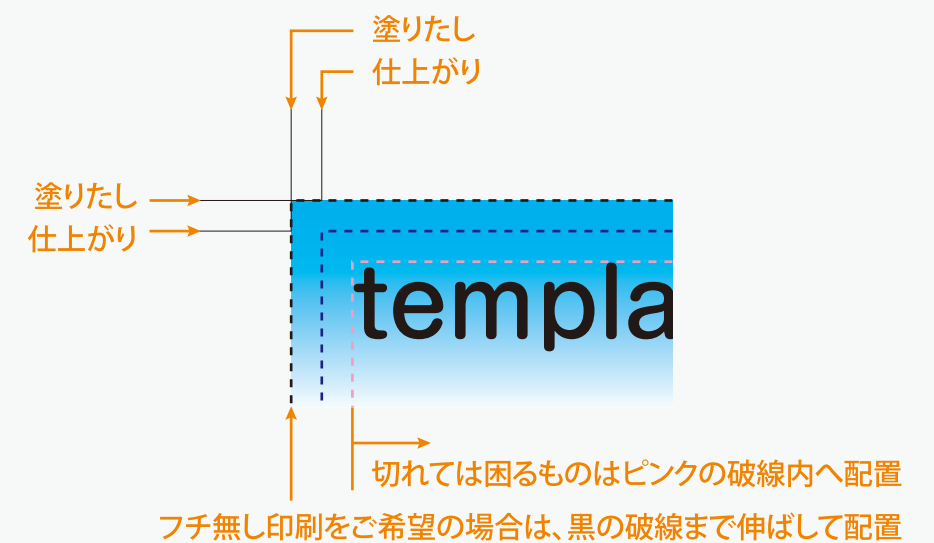 塗りたし
仕上がり
塗りたし
仕上がり
templa
切れては困るものはピンクの破線内へ配置
フチ無し印刷をご希望の場合は、黒の破線まで伸ばして配置